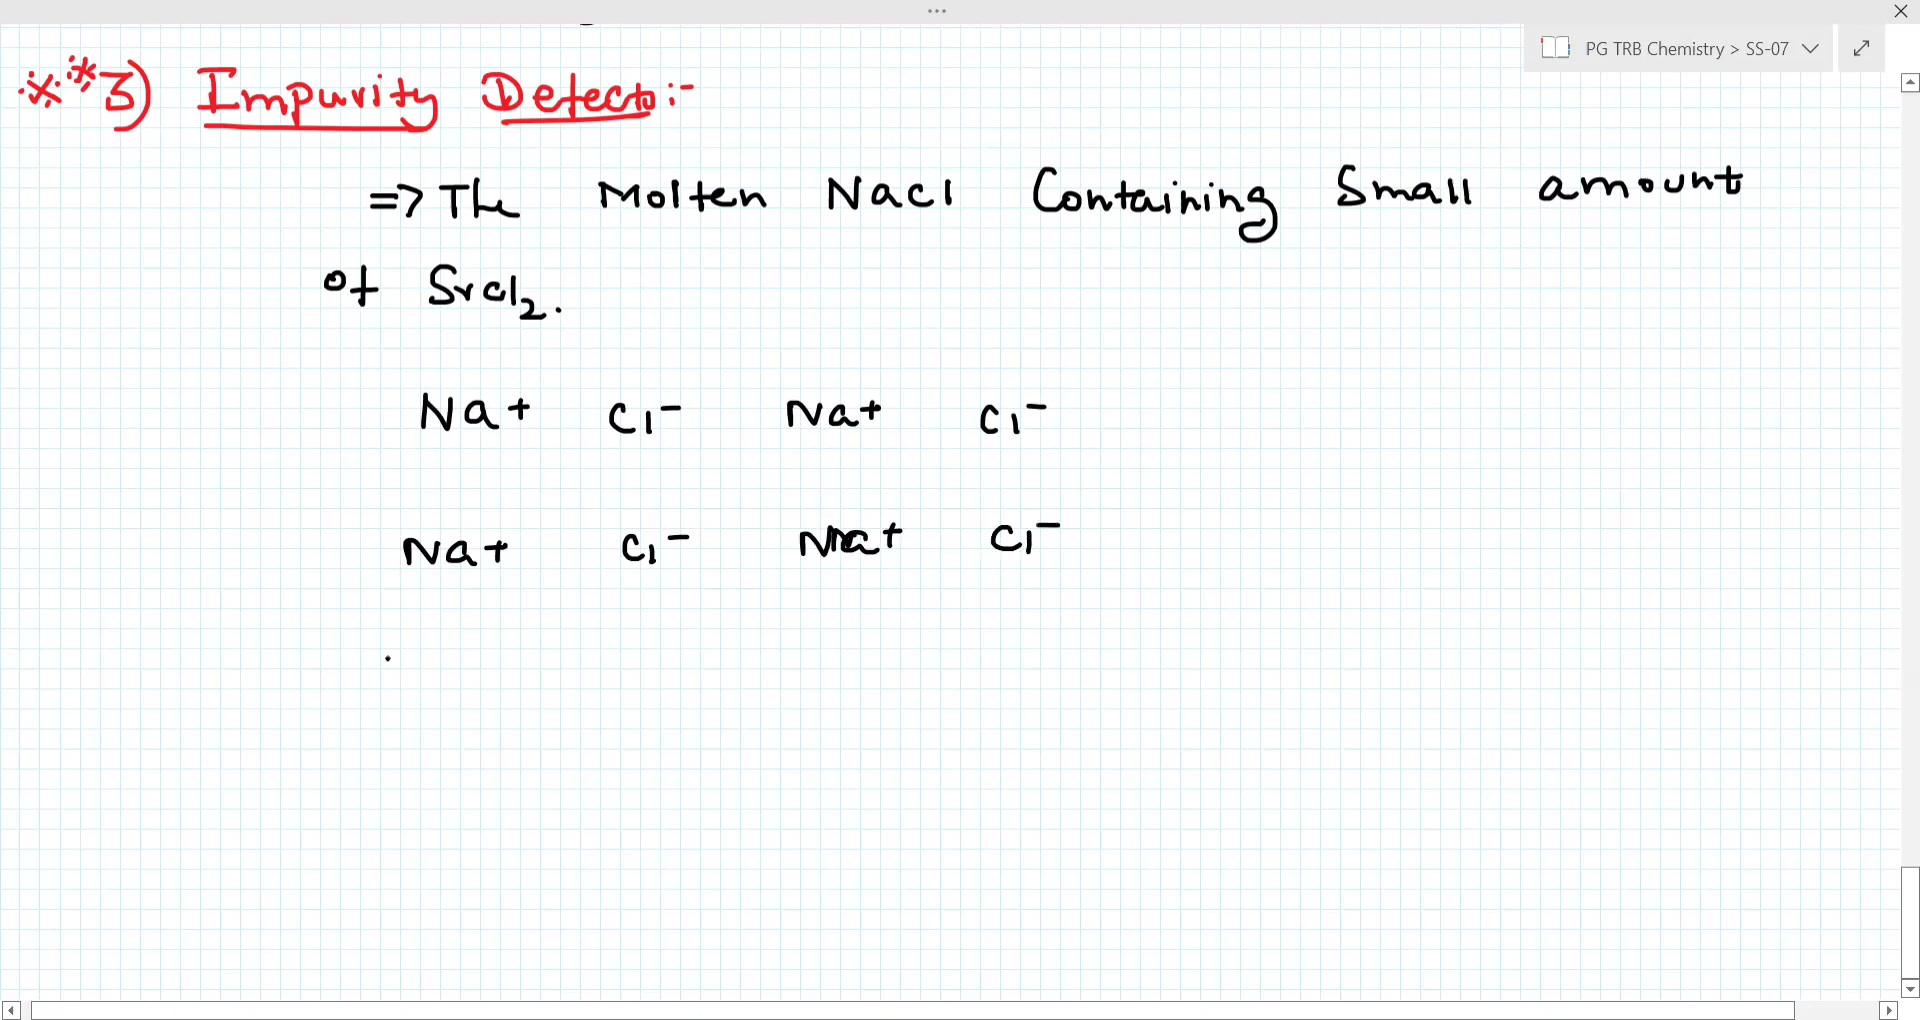 PG TRB Chemistry > SS-07
※※3) Impurity Defects:-
=> The Molten NaCl Containing Small amount
of SrCl₂.
Na+ Cl⁻ Na+ Cl⁻
Na+ Cl⁻ Na+ Cl⁻